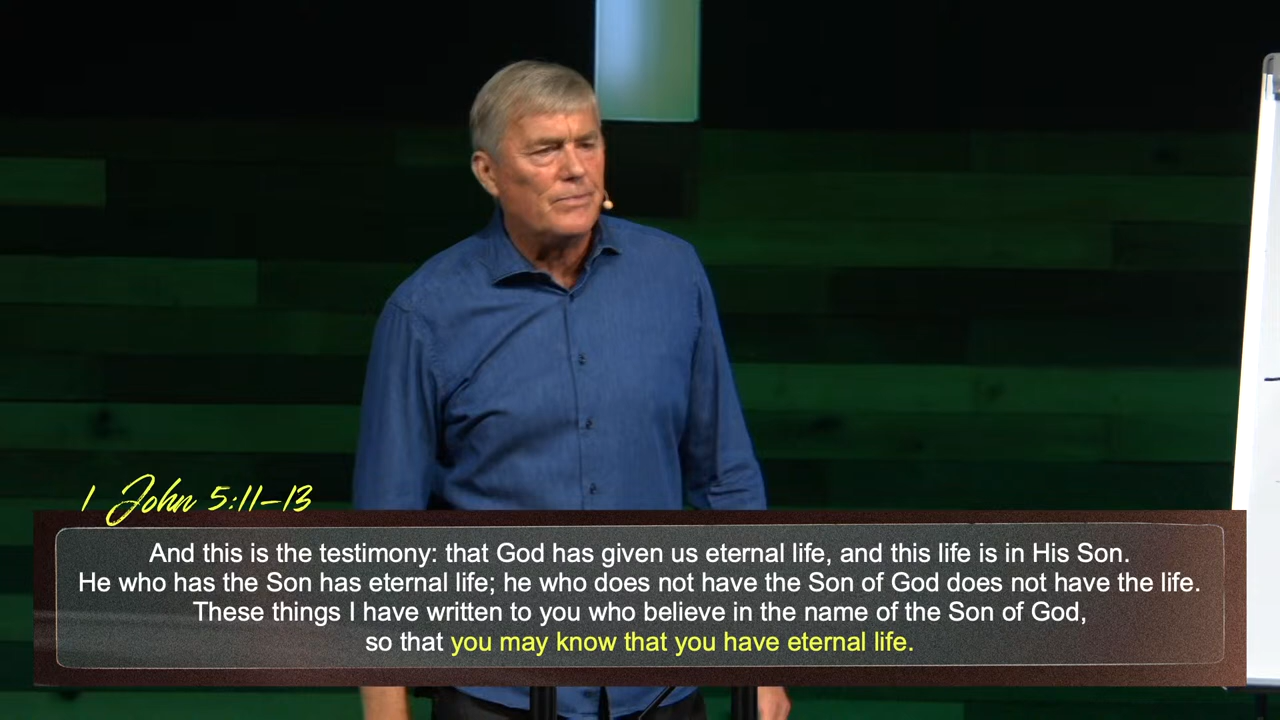 1 John 5:11-13
And this is the testimony: that God has given us eternal life, and this life is in His Son.
He who has the Son has eternal life; he who does not have the Son of God does not have the life.
These things I have written to you who believe in the name of the Son of God,
so that you may know that you have eternal life.